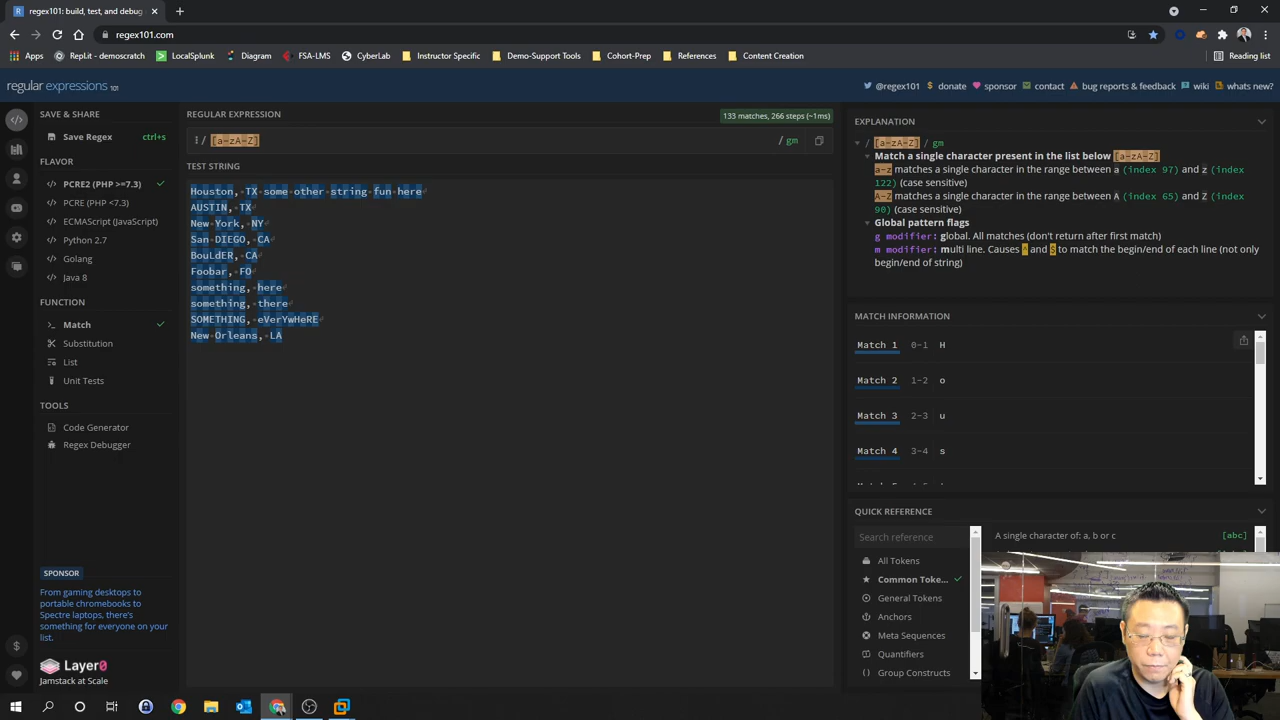 regex101: build, test, and debug
regex101.com
Apps
RepLit - democratch
LocalSplunk
Diagram
FSA-LMS
CyberLab
Instructor Specific
Demo-Support Tools
Cohort-Prep
References
Content Creation
Reading list
regular expressions 101
@regex101
donate
sponsor
contact
bug reports & feedback
wiki
whats new?
SAVE & SHARE
Save Regex ctrl+s
FLAVOR
PCRE2 (PHP >=7.3)
PCRE (PHP <7.3)
ECMAScript (JavaScript)
Python 2.7
Golang
Java 8
FUNCTION
Match
Substitution
List
Unit Tests
TOOLS
Code Generator
Regex Debugger
SPONSOR
From gaming desktops to
portable chromebooks to
Spectre laptops, there's
something for everyone on your
list.
Layer0
Jamstack at Scale
REGULAR EXPRESSION
133 matches, 266 steps (~1ms)
/ [a-zA-Z] / gm
TEST STRING
Houston, TX some other string fun here
AUSTIN, TX
New York, NY
San DIEGO, CA
BouLdER, CA
Foobar, FO
something, here
something, there
SOMETHING, eVerYwHeRE
New Orleans, LA
EXPLANATION
/ [a-zA-Z] / gm
Match a single character present in the list below [a-zA-Z]
a-z matches a single character in the range between a (index 97) and z (index
122) (case sensitive)
A-Z matches a single character in the range between A (index 65) and Z (index
90) (case sensitive)
Global pattern flags
g modifier: global. All matches (don't return after first match)
m modifier: multi line. Causes ^ and $ to match the begin/end of each line (not only
begin/end of string)
MATCH INFORMATION
Match 1 0-1 H
Match 2 1-2 o
Match 3 2-3 u
Match 4 3-4 s
QUICK REFERENCE
Search reference
All Tokens
Common Toke...
General Tokens
Anchors
Meta Sequences
Quantifiers
Group Constructs
A single character of: a, b or c [abc]